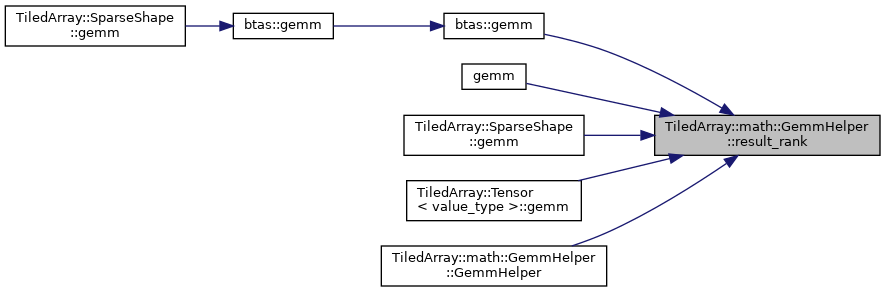 TiledArray::SparseShape
::gemm
btas::gemm
btas::gemm
gemm
TiledArray::SparseShape
::gemm
TiledArray::Tensor
< value_type >::gemm
TiledArray::math::GemmHelper
::GemmHelper
TiledArray::math::GemmHelper
::result_rank